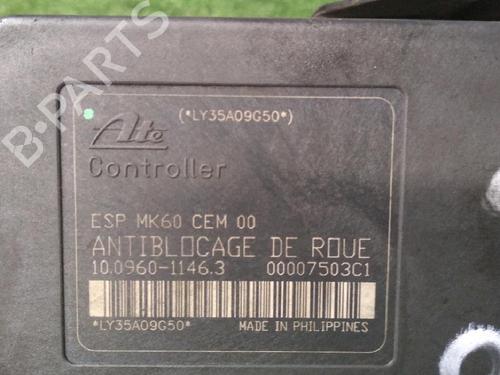 B-PARTS
(*LY35A09G50*)
Ate
Controller
ESP MK60 CEM 00
ANTIBLOCAGE DE ROUE
10.0960-1146.3 00007503C1
*LY35A09G50* MADE IN PHILIPPINES